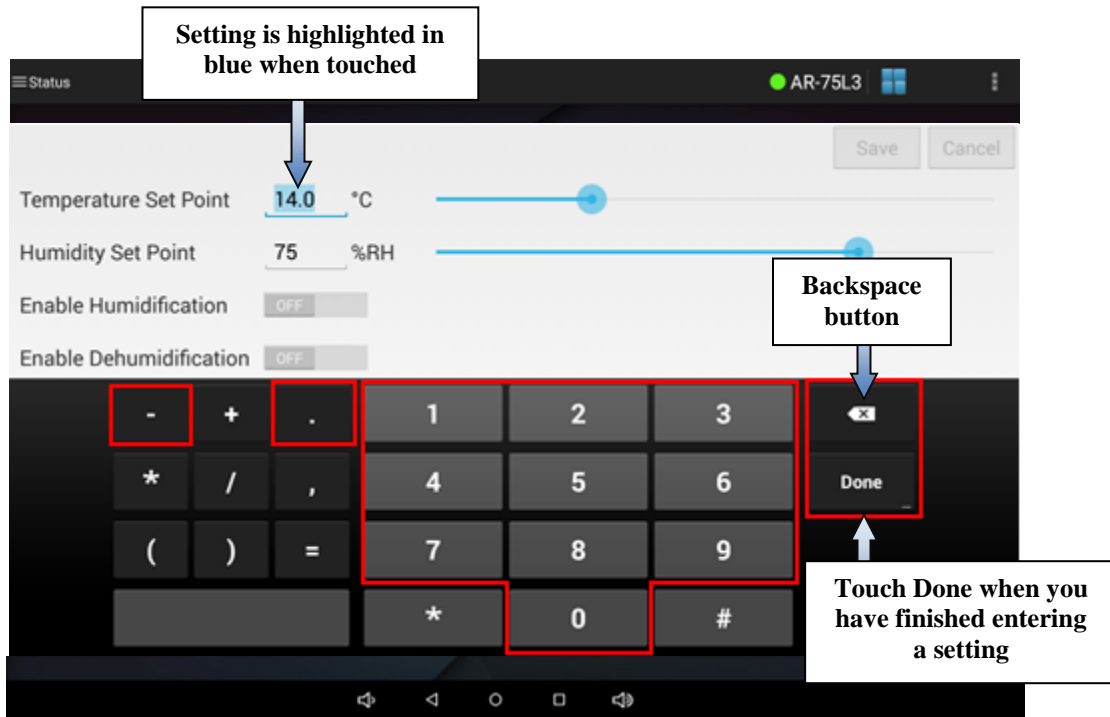 Setting is highlighted in
blue when touched
Status
AR-75L3
Save Cancel
Temperature Set Point 14.0 °C
Humidity Set Point 75 %RH
Backspace
button
Enable Humidification OFF
Enable Dehumidification OFF
- + . 1 2 3
* / , 4 5 6 Done
( ) = 7 8 9
* 0 #
Touch Done when you
have finished entering
a setting